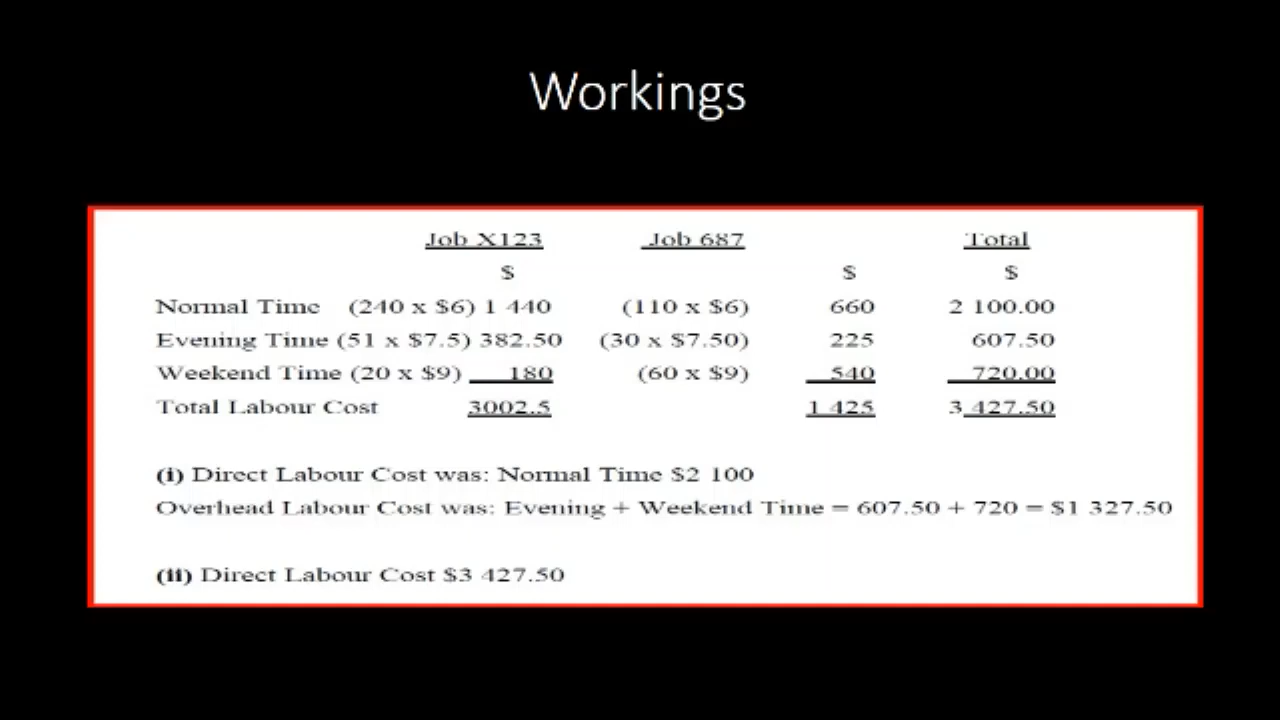 Workings
Job X123 Job 687 Total
$ $ $
Normal Time (240 x $6) 1 440 (110 x $6) 660 2 100.00
Evening Time (51 x $7.5) 382.50 (30 x $7.50) 225 607.50
Weekend Time (20 x $9) 180 (60 x $9) 540 720.00
Total Labour Cost 3002.5 1 425 3 427.50
(i) Direct Labour Cost was: Normal Time $2 100
Overhead Labour Cost was: Evening + Weekend Time = 607.50 + 720 = $1 327.50
(ii) Direct Labour Cost $3 427.50